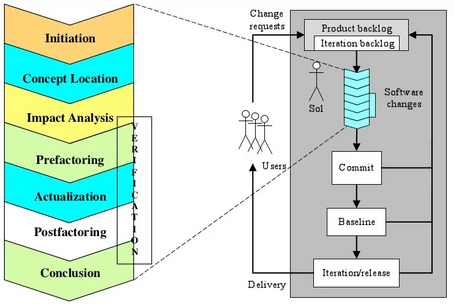 Initiation
Concept Location
Impact Analysis
Prefactoring
Actualization
Postfactoring
Conclusion
VERIFICATION
Change
requests
Product backlog
Iteration backlog
Sol
Software
changes
Users
Commit
Baseline
Iteration/release
Delivery